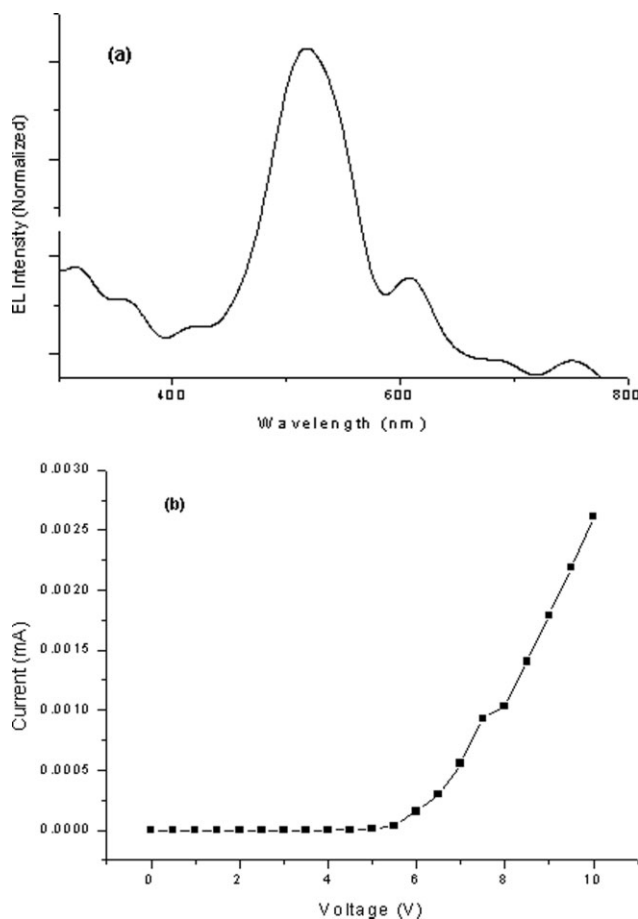 (a)
EL Intensity (Normalized)
400 600 800
Wavelength (nm)
(b)
0.0030
0.0025
0.0020
0.0015
0.0010
0.0005
0.0000
Current (mA)
0 2 4 6 8 10
Voltage (V)